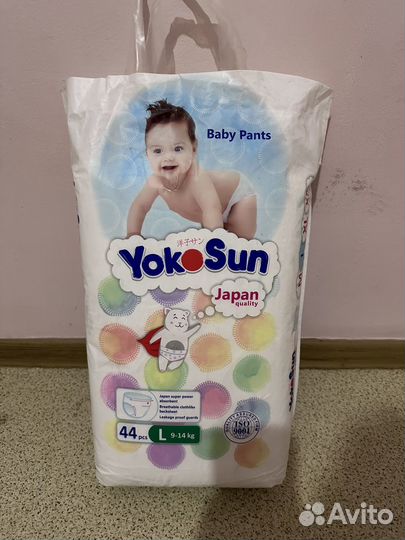 Baby Pants
洋子サン
YokoSun
Japan
quality
Japan super power
absorbent
Breathable clothlike
backsheet
Leakage proof guards
44 pcs L 9-14 kg
ISO
9001
Avito